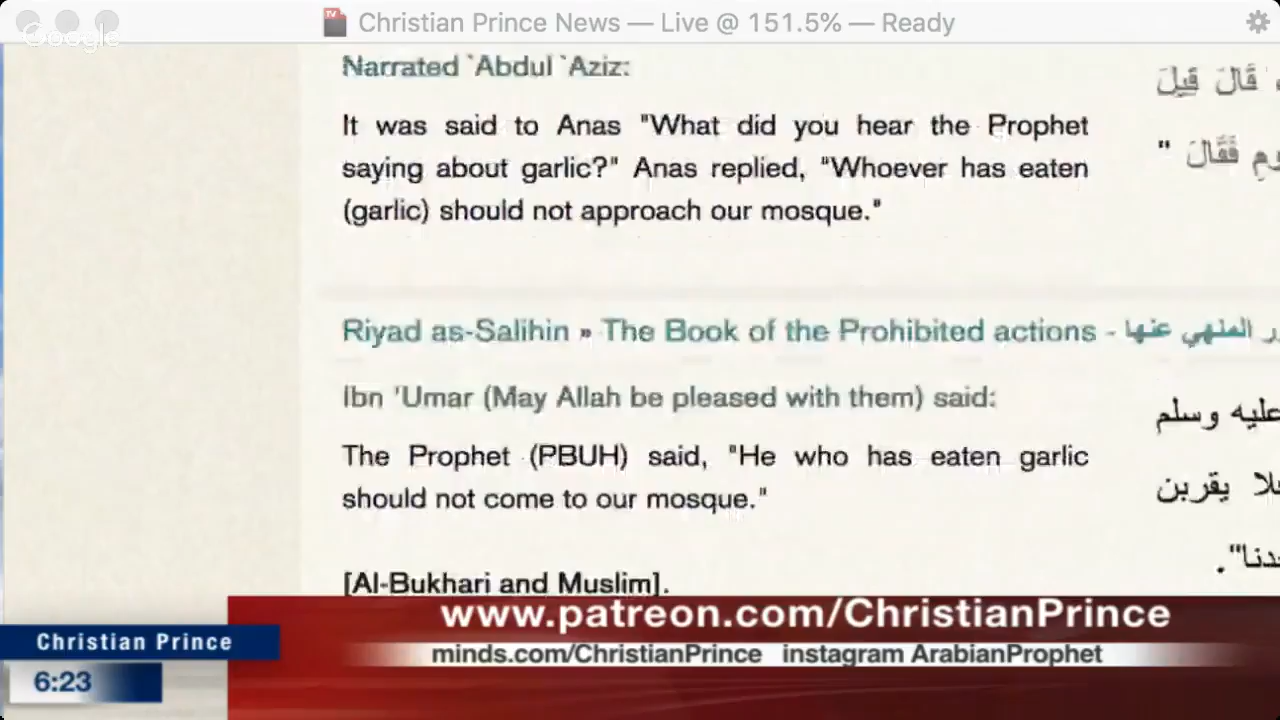 Christian Prince News — Live @ 151.5% — Ready
Google
Narrated `Abdul `Aziz:
قَالَ قِيلَ
It was said to Anas "What did you hear the Prophet
saying about garlic?" Anas replied, "Whoever has eaten
فَقَالَ "
(garlic) should not approach our mosque."
Riyad as-Salihin » The Book of the Prohibited actions - المنهي عنها
Ibn 'Umar (May Allah be pleased with them) said:
عليه وسلم
The Prophet (PBUH) said, "He who has eaten garlic
should not come to our mosque."
فلا يقربن
[Al-Bukhari and Muslim].
www.patreon.com/ChristianPrince
Christian Prince
minds.com/ChristianPrince instagram ArabianProphet
6:23